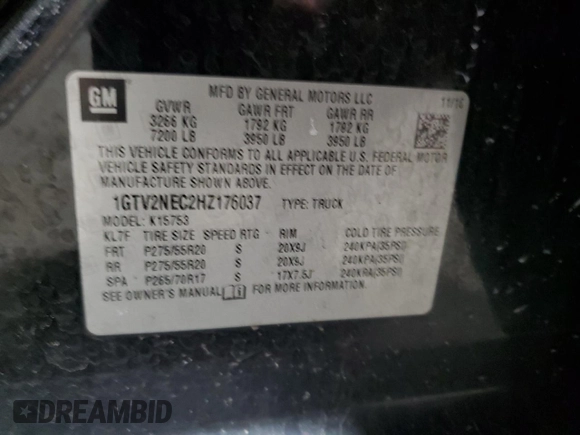 GM
MFD BY GENERAL MOTORS LLC
11/16
GVWR GAWR FRT GAWR RR
3266 KG 1792 KG 1792 KG
7200 LB 3950 LB 3950 LB
THIS VEHICLE CONFORMS TO ALL APPLICABLE U.S. FEDERAL MOTOR
VEHICLE SAFETY STANDARDS IN EFFECT ON THE DATE OF
MANUFACTURE SHOWN ABOVE.
1GTV2NEC2HZ176037 TYPE: TRUCK
MODEL: K15753
KL7F TIRE SIZE SPEED RTG RIM COLD TIRE PRESSURE
FRT P275/55R20 S 20X9J 240KPA(35PSI)
RR P275/55R20 S 20X9J 240KPA(35PSI)
SPA P265/70R17 S 17X7.5J 240KPA(35PSI)
SEE OWNER'S MANUAL FOR MORE INFORMATION.
DREAMBID